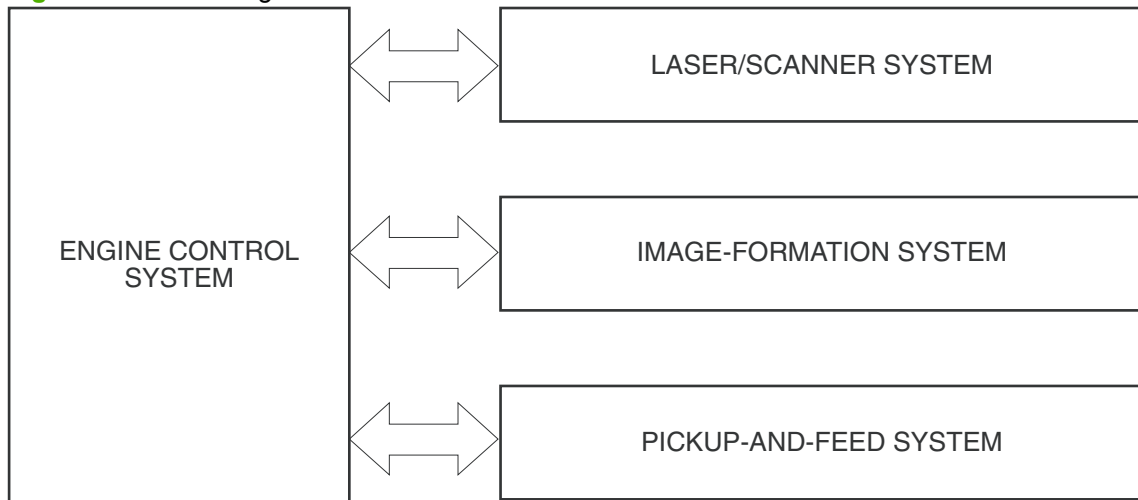 LASER/SCANNER SYSTEM
ENGINE CONTROL
SYSTEM
IMAGE-FORMATION SYSTEM
PICKUP-AND-FEED SYSTEM